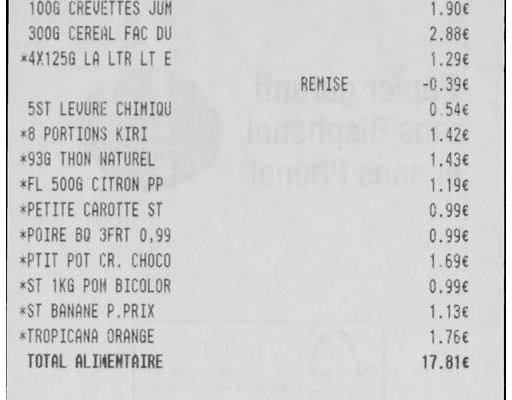 100G CREVETTES JUM 1.90€
300G CEREAL FAC DU 2.88€
*4X125G LA LTR LT E 1.29€
REMISE -0.39€
5ST LEVURE CHIMIQU 0.54€
*8 PORTIONS KIRI 1.42€
*93G THON NATUREL 1.43€
*FL 500G CITRON PP 1.19€
*PETITE CAROTTE ST 0.99€
*POIRE BQ 3FRT 0,99 0.99€
*PTIT POT CR. CHOCO 1.69€
*ST 1KG POM BICOLOR 0.99€
*ST BANANE P.PRIX 1.13€
*TROPICANA ORANGE 1.76€
TOTAL ALIMENTAIRE 17.81€
papier garanti
sans Bisphénol
et sans Phénol